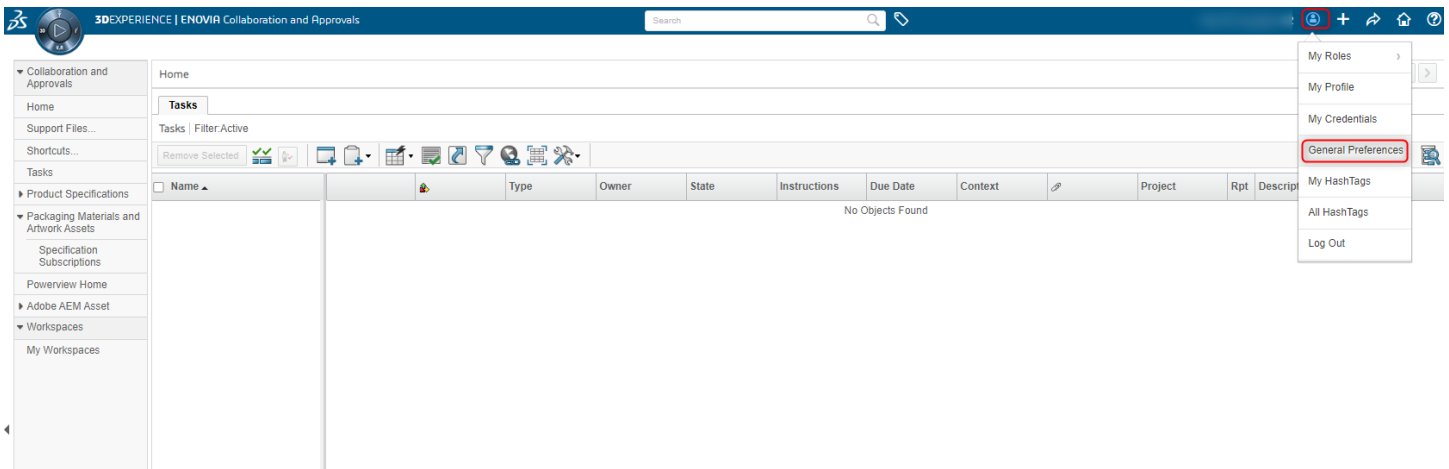 3DEXPERIENCE | ENOVIA Collaboration and Approvals
Search
My Roles
My Profile
My Credentials
General Preferences
My HashTags
All HashTags
Log Out
Collaboration and
Approvals
Home
Support Files...
Shortcuts...
Tasks
Product Specifications
Packaging Materials and
Artwork Assets
Specification
Subscriptions
Powerview Home
Adobe AEM Asset
Workspaces
My Workspaces
Home
Tasks
Tasks | Filter:Active
Remove Selected
Name Type Owner State Instructions Due Date Context Project Rpt Descript
No Objects Found